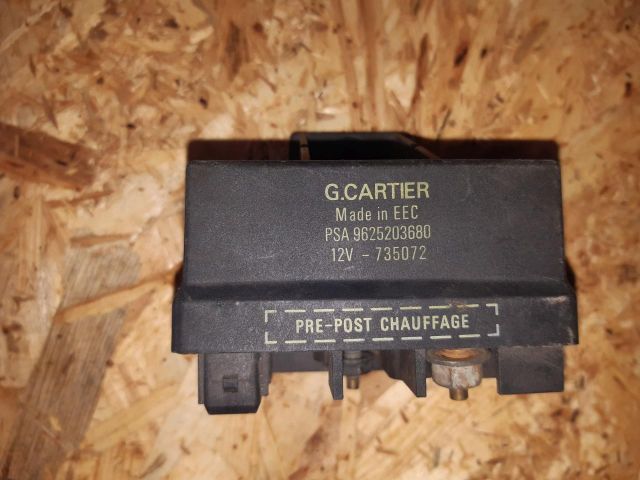 G.CARTIER
Made in EEC
PSA 9625203680
12V - 735072
PRE-POST CHAUFFAGE